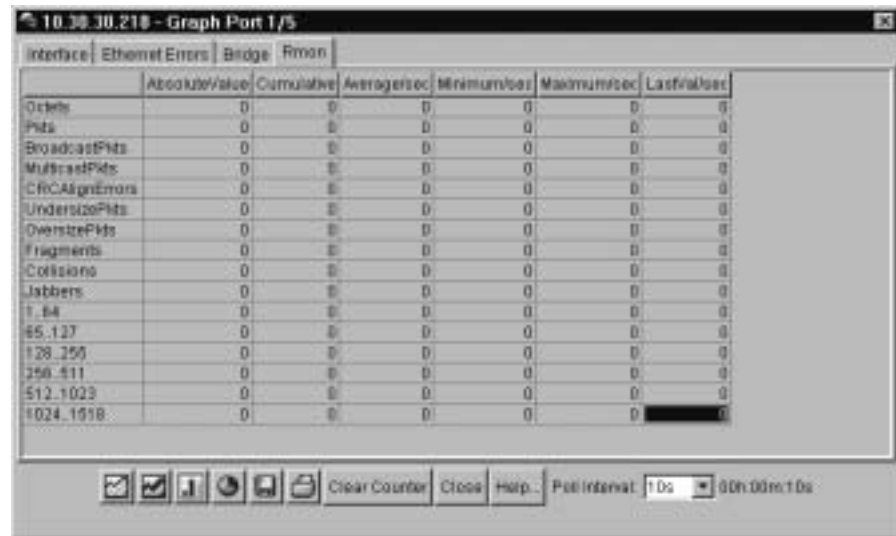 10.30.30.218 - Graph Port 1/5
Interface Ethernet Errors Bridge Rmon
AbsoluteValue Cumulative Average/sec Minimum/sec Maximum/sec LastVal/sec
Octets 0 0 0 0 0 0
Pkts 0 0 0 0 0 0
BroadcastPkts 0 0 0 0 0 0
MulticastPkts 0 0 0 0 0 0
CRCAlignErrors 0 0 0 0 0 0
UndersizePkts 0 0 0 0 0 0
OversizePkts 0 0 0 0 0 0
Fragments 0 0 0 0 0 0
Collisions 0 0 0 0 0 0
Jabbers 0 0 0 0 0 0
1..64 0 0 0 0 0 0
65..127 0 0 0 0 0 0
128..255 0 0 0 0 0 0
256..511 0 0 0 0 0 0
512..1023 0 0 0 0 0 0
1024..1518 0 0 0 0 0 0
Clear Counter Close Help... Poll Interval: 10s 00h:00m:10s